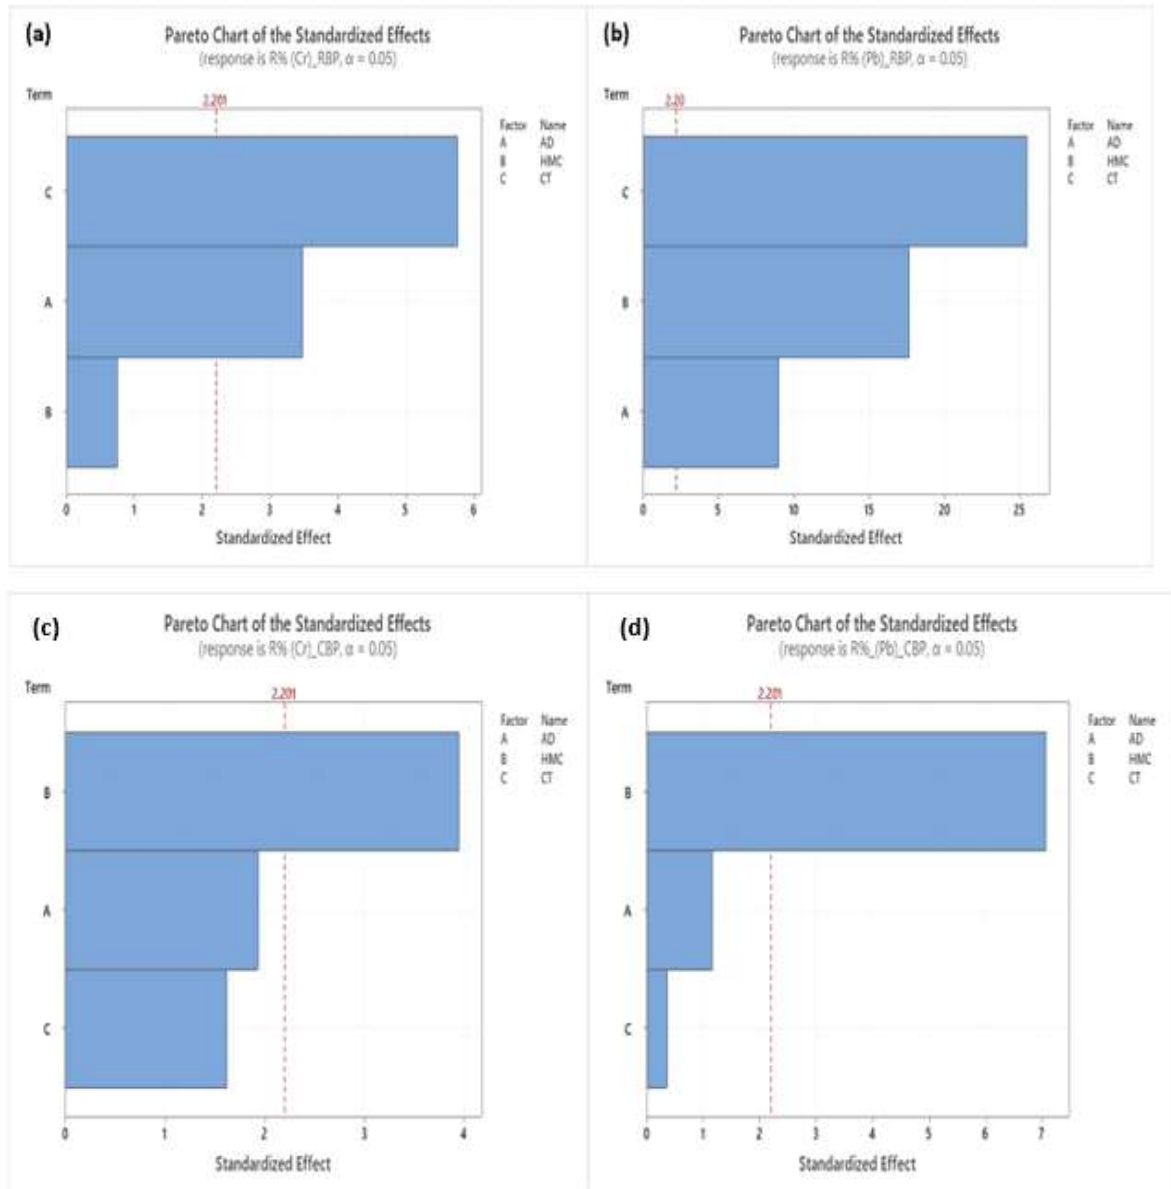 (a)
Pareto Chart of the Standardized Effects
(response is R% (Cr)_RBP, α = 0.05)
Term
2.201
Factor Name
A AD
B HMC
C CT
C
A
B
0 1 2 3 4 5 6
Standardized Effect
(b)
Pareto Chart of the Standardized Effects
(response is R% (Pb)_RBP, α = 0.05)
Term
2.20
Factor Name
A AD
B HMC
C CT
C
B
A
0 5 10 15 20 25
Standardized Effect
(c)
Pareto Chart of the Standardized Effects
(response is R% (Cr)_CBP, α = 0.05)
Term
2.201
Factor Name
A AD
B HMC
C CT
B
A
C
0 1 2 3 4
Standardized Effect
(d)
Pareto Chart of the Standardized Effects
(response is R%_(Pb)_CBP, α = 0.05)
Term
2.201
Factor Name
A AD
B HMC
C CT
B
A
C
0 1 2 3 4 5 6 7
Standardized Effect